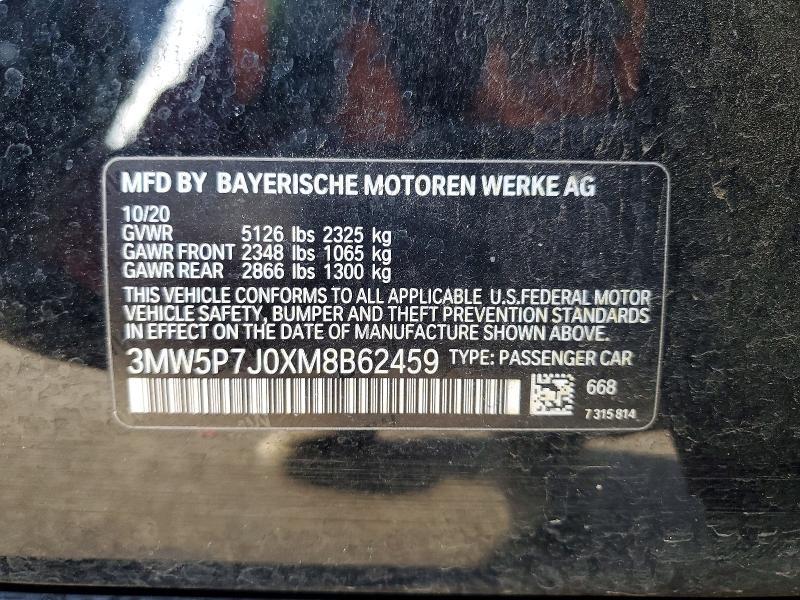 MFD BY BAYERISCHE MOTOREN WERKE AG
10/20
GVWR 5126 lbs 2325 kg
GAWR FRONT 2348 lbs 1065 kg
GAWR REAR 2866 lbs 1300 kg
THIS VEHICLE CONFORMS TO ALL APPLICABLE U.S.FEDERAL MOTOR
VEHICLE SAFETY, BUMPER AND THEFT PREVENTION STANDARDS
IN EFFECT ON THE DATE OF MANUFACTURE SHOWN ABOVE.
3MW5P7J0XM8B62459 TYPE: PASSENGER CAR
668
7 315 814